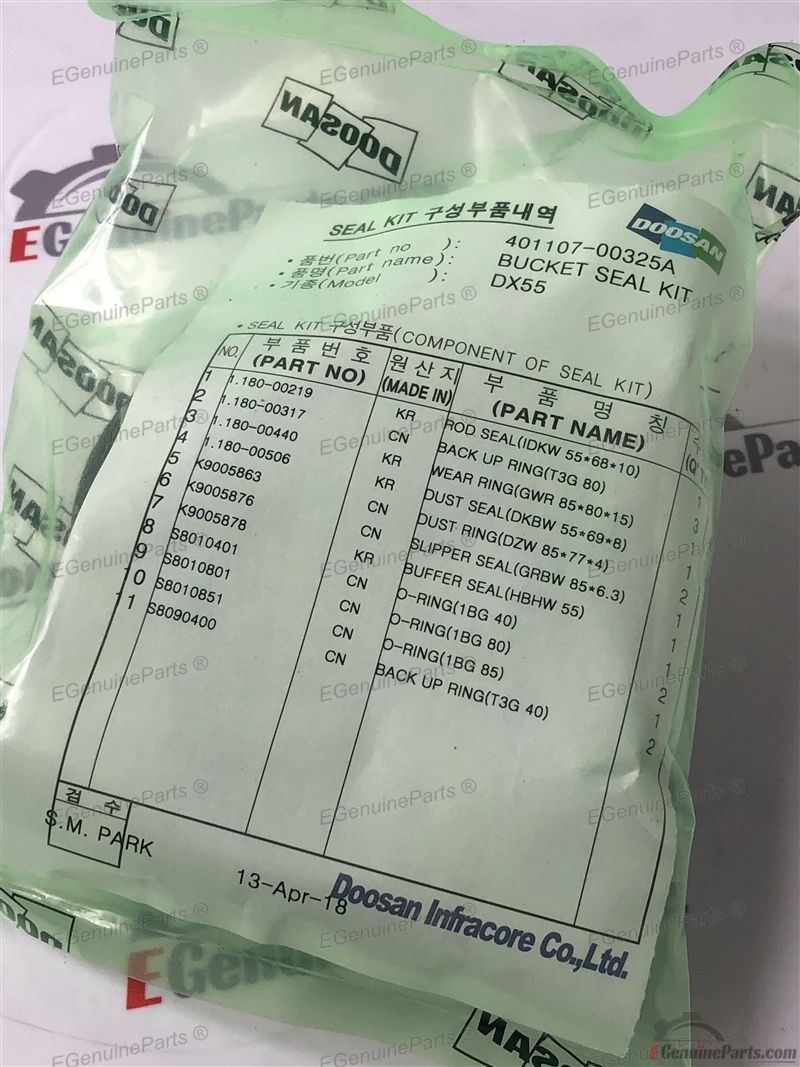 DOOSAN
SEAL KIT 구성부품내역
DOOSAN
• 품번(Part no ): 401107-00325A
• 품명(Part name): BUCKET SEAL KIT
• 기종(Model ): DX55
• SEAL KIT 구성부품(COMPONENT OF SEAL KIT)
NO. 부품번호 (PART NO) 원산지 (MADE IN) 부품명칭 (PART NAME)
1 1.180-00219 KR ROD SEAL(IDKW 55*68*10) 1
2 1.180-00317 CN BACK UP RING(T3G 80) 3
3 1.180-00440 KR WEAR RING(GWR 85*80*15)
4 1.180-00506 KR DUST SEAL(DKBW 55*69*8) 1
5 K9005863 CN DUST RING(DZW 85*77*4) 2
6 K9005876 CN SLIPPER SEAL(GRBW 85*6.3) 1
7 K9005878 KR BUFFER SEAL(HBHW 55) 1
8 S8010401 CN O-RING(1BG 40) 1
9 S8010801 CN O-RING(1BG 80) 2
10 S8010851 CN O-RING(1BG 85) 1
11 S8090400 CN BACK UP RING(T3G 40) 2
검 수
S.M. PARK
13-Apr-18
Doosan Infracore Co.,Ltd.
EGenuineParts ®
EGenuineParts.com